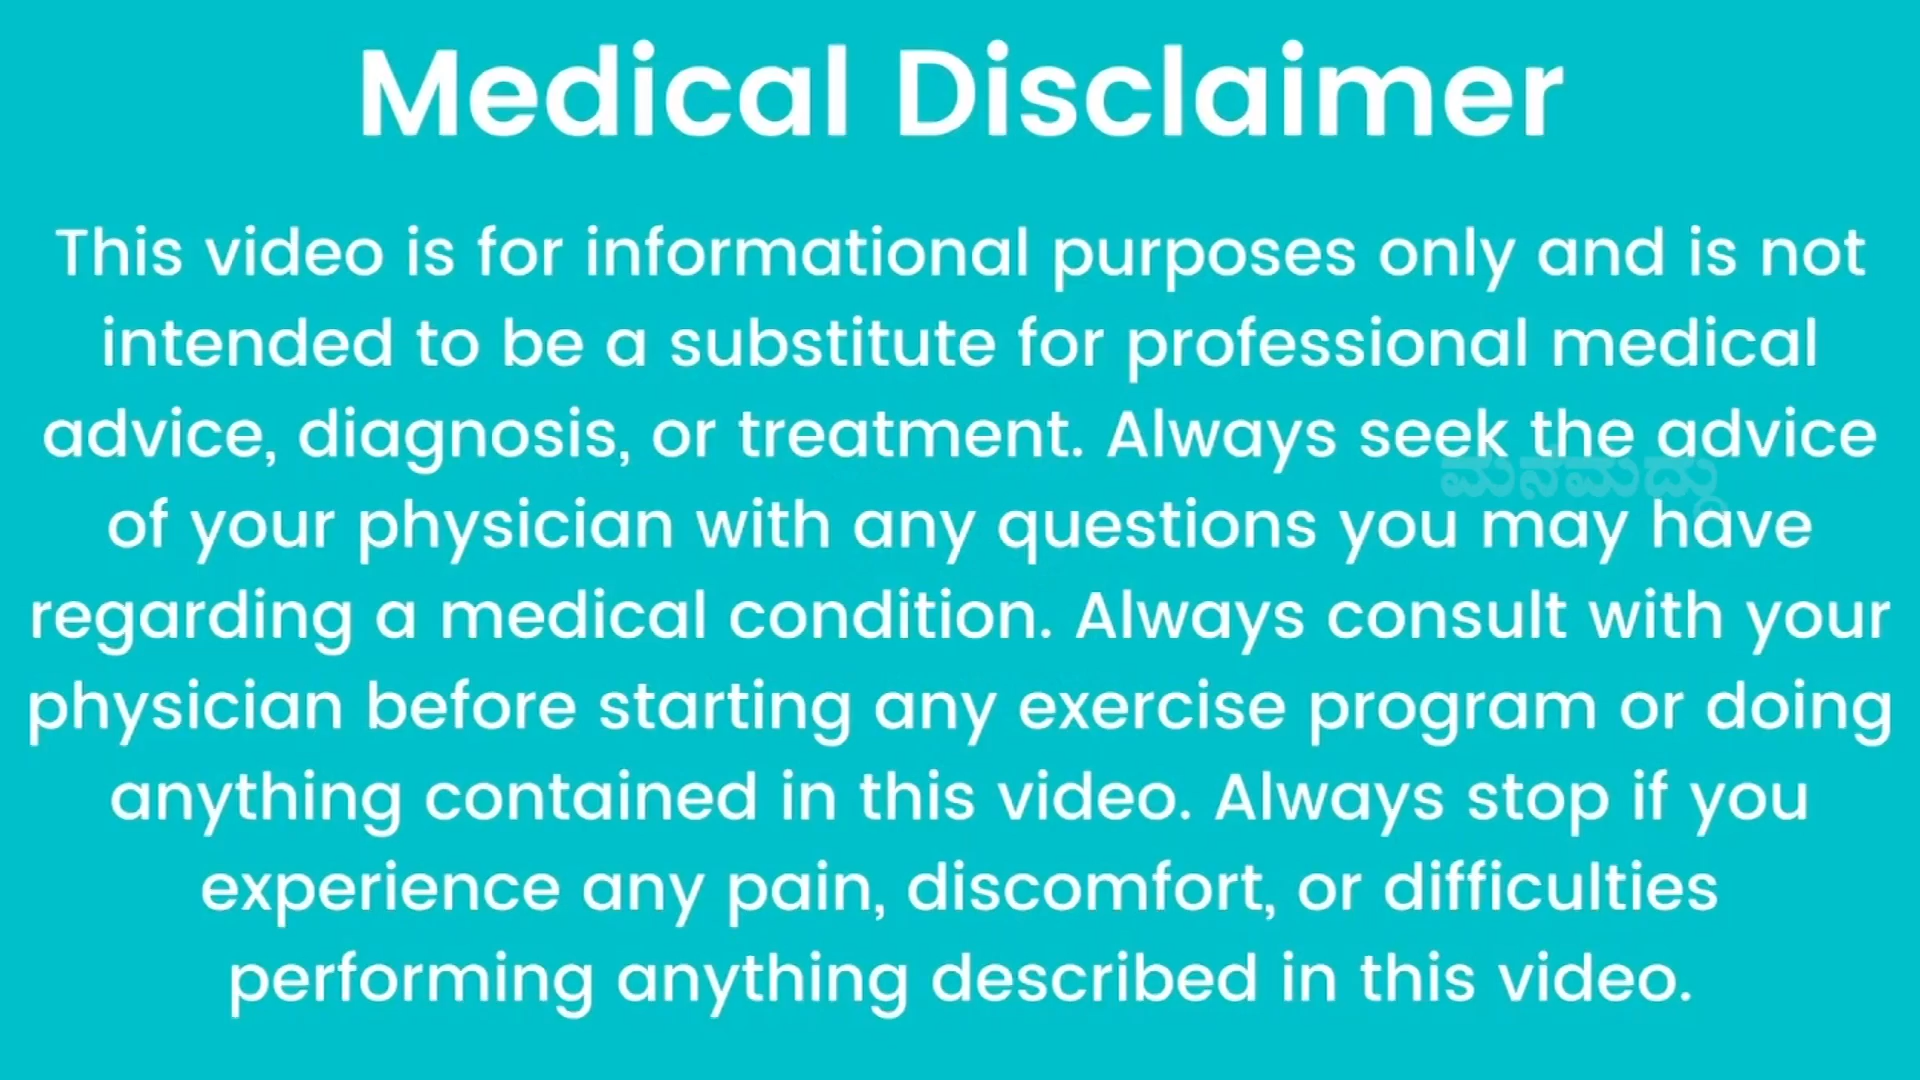 Medical Disclaimer
This video is for informational purposes only and is not
intended to be a substitute for professional medical
advice, diagnosis, or treatment. Always seek the advice
ಮನಮದ್ದು
of your physician with any questions you may have
regarding a medical condition. Always consult with your
physician before starting any exercise program or doing
anything contained in this video. Always stop if you
experience any pain, discomfort, or difficulties
performing anything described in this video.